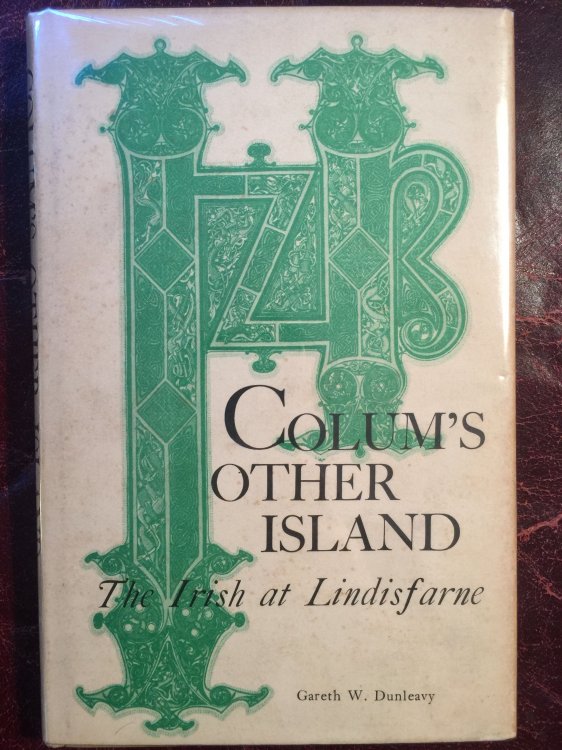 COLUM'S
OTHER
ISLAND
The Irish at Lindisfarne
Gareth W. Dunleavy